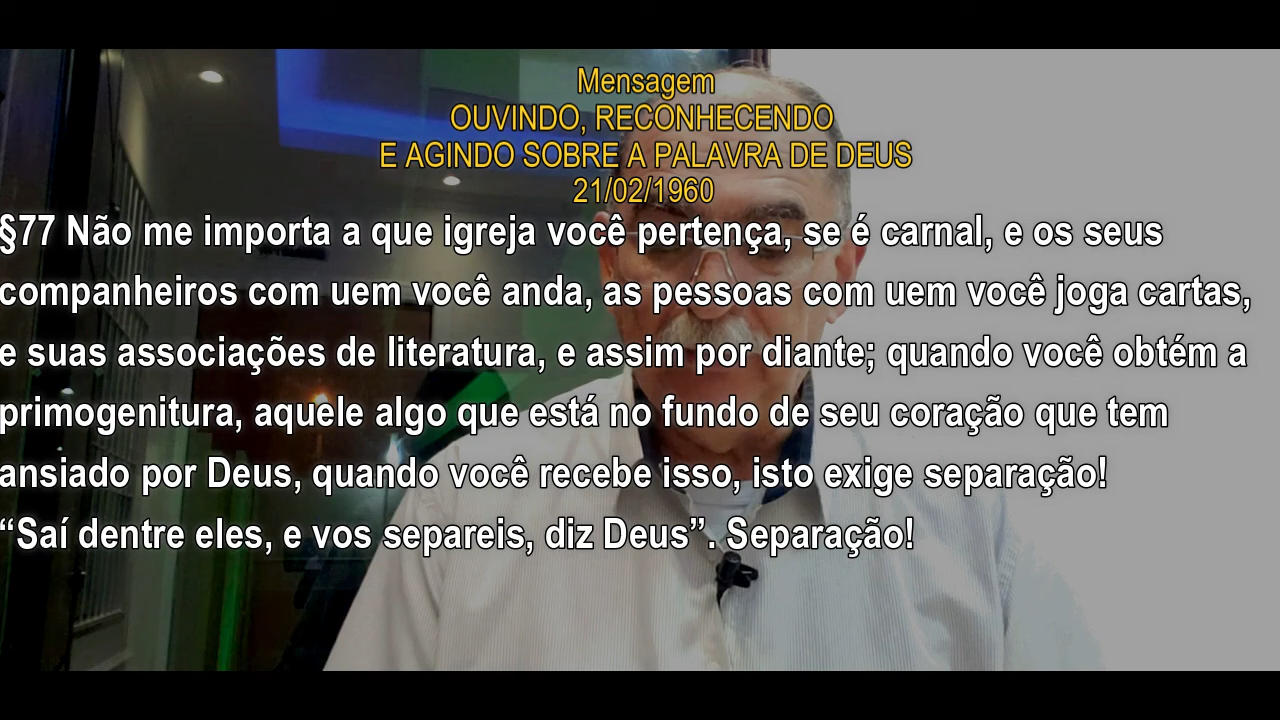 Mensagem
OUVINDO, RECONHECENDO
E AGINDO SOBRE A PALAVRA DE DEUS
21/02/1960
§77 Não me importa a que igreja você pertença, se é carnal, e os seus
companheiros com uem você anda, as pessoas com uem você joga cartas,
e suas associações de literatura, e assim por diante; quando você obtém a
primogenitura, aquele algo que está no fundo de seu coração que tem
ansiado por Deus, quando você recebe isso, isto exige separação!
“Saí dentre eles, e vos separeis, diz Deus”. Separação!